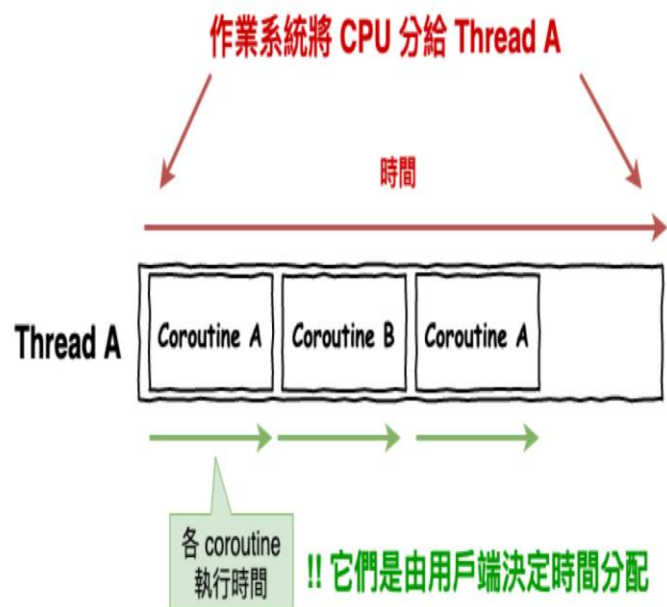 作業系統將 CPU 分給 Thread A
時間
Thread A
Coroutine A
Coroutine B
Coroutine A
各 coroutine
執行時間
!! 它們是由用戶端決定時間分配